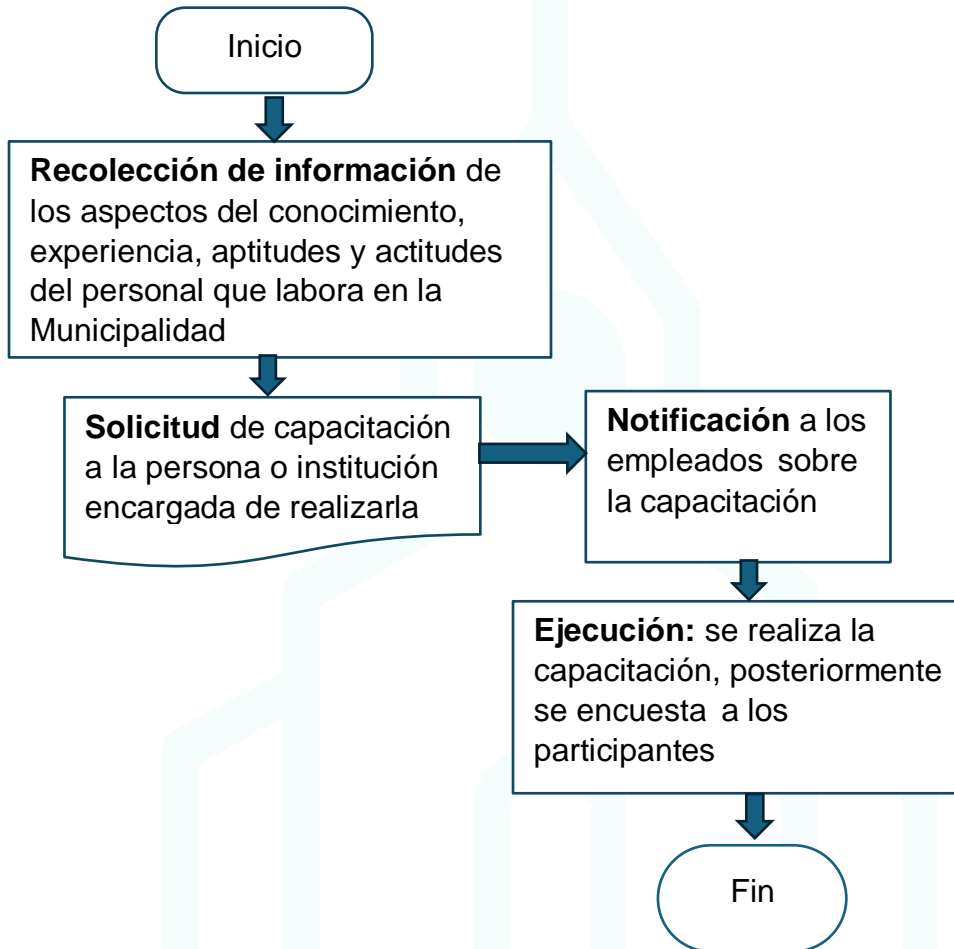 Inicio
Recolección de información de
los aspectos del conocimiento,
experiencia, aptitudes y actitudes
del personal que labora en la
Municipalidad
Solicitud de capacitación
a la persona o institución
encargada de realizarla
Notificación a los
empleados sobre
la capacitación
Ejecución: se realiza la
capacitación, posteriormente
se encuesta a los
participantes
Fin